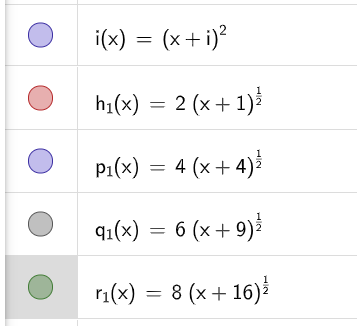 i(x) = (x + i)²
h₁(x) = 2 (x + 1)^½
p₁(x) = 4 (x + 4)^½
q₁(x) = 6 (x + 9)^½
r₁(x) = 8 (x + 16)^½